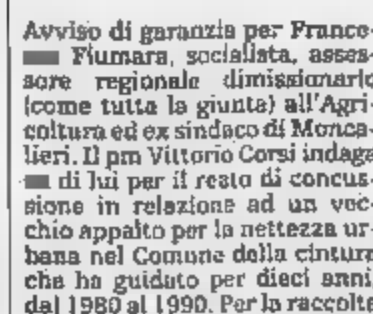 Avviso di garanzia per France-
Fiumara, socialista, asses-
sore regionale dimissionario
(come tutta la giunta) all'Agri-
coltura ed ex sindaco di Monca-
lieri. Il pm Vittorio Corsi indaga
di lui per il reato di concus-
sione in relazione ad un vec-
chio appalto per la nettezza ur-
bana nel Comune della cintura
che ha guidato per dieci anni,
dal 1980 al 1990. Per la raccolta